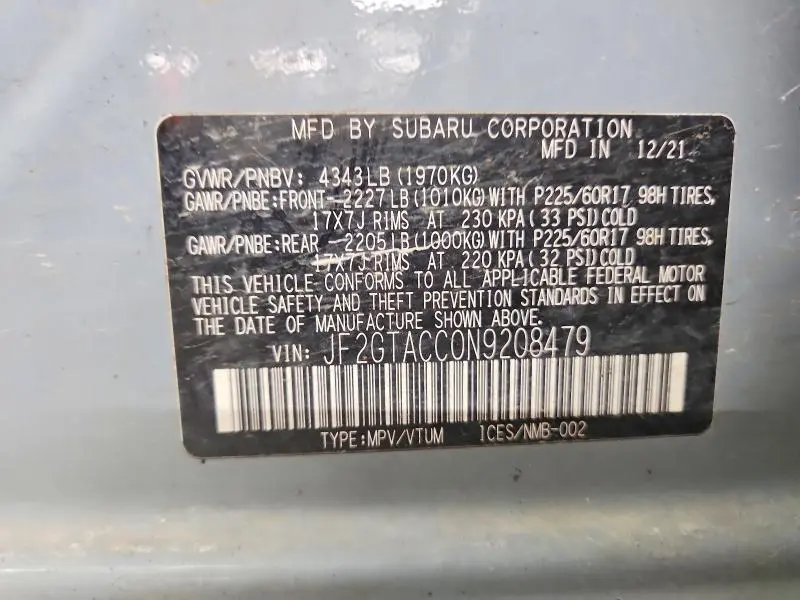 MFD BY SUBARU CORPORATION
MFD IN 12/21
GVWR/PNBV: 4343LB(1970KG)
GAWR/PNBE:FRONT-2227LB(1010KG)WITH P225/60R17 98H TIRES,
17X7J RIMS AT 230 KPA(33 PSI)COLD
GAWR/PNBE:REAR -2205LB(1000KG)WITH P225/60R17 98H TIRES,
17X7J RIMS AT 220 KPA(32 PSI)COLD
THIS VEHICLE CONFORMS TO ALL APPLICABLE FEDERAL MOTOR
VEHICLE SAFETY AND THEFT PREVENTION STANDARDS IN EFFECT ON
THE DATE OF MANUFACTURE SHOWN ABOVE.
VIN: JF2GTACC0N9208479
TYPE:MPV/VTUM ICES/NMB-002